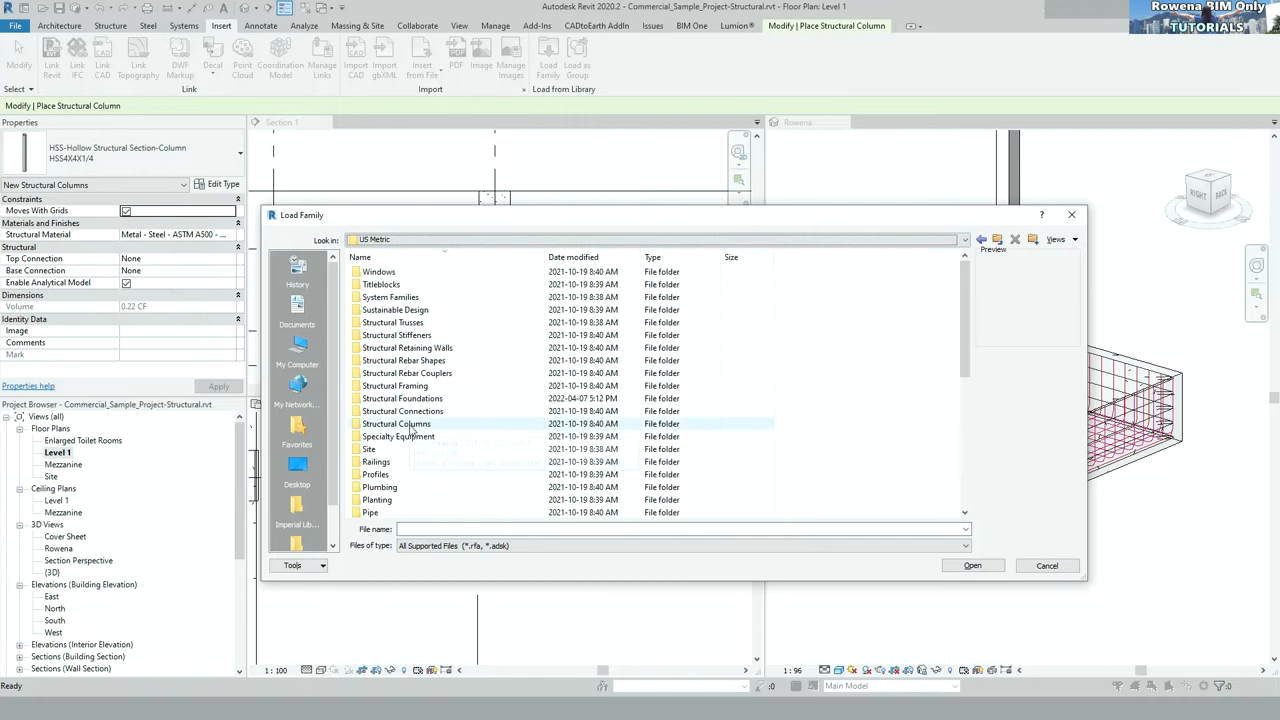 Autodesk Revit 2020.2 - Commercial_Sample_Project-Structural.rvt - Floor Plan: Level 1
Rowena BIM Only
TUTORIALS
File Architecture Structure Steel Systems Insert Annotate Analyze Massing & Site Collaborate View Manage Add-Ins CADtoEarth AddIn Issues BIM One Lumion® Modify | Place Structural Column
Modify Link Revit Link IFC Link CAD Link Topography DWF Markup Decal Point Cloud Coordination Model Manage Links Import CAD Import gbXML Insert from File PDF Image Manage Images Load Family Load as Group
Select Link Import Load from Library
Modify | Place Structural Column
Properties
Section 1
Rowena
HSS-Hollow Structural Section-Column
HSS4X4X1/4
New Structural Columns
Edit Type
Constraints
Moves With Grids
Materials and Finishes
Structural Material Metal - Steel - ASTM A500 - ...
Structural
Top Connection None
Base Connection None
Enable Analytical Model
Dimensions
Volume 0.22 CF
Identity Data
Image
Comments
Mark
Properties help
Apply
Project Browser - Commercial_Sample_Project-Structural.rvt
Views (all)
Floor Plans
Enlarged Toilet Rooms
Level 1
Mezzanine
Site
Ceiling Plans
Level 1
Mezzanine
3D Views
Cover Sheet
Rowena
Section Perspective
{3D}
Elevations (Building Elevation)
East
North
South
West
Elevations (Interior Elevation)
Sections (Building Section)
Sections (Wall Section)
Load Family
Look in: US Metric
Views
Preview
Name Date modified Type Size
Windows 2021-10-19 8:40 AM File folder
Titleblocks 2021-10-19 8:39 AM File folder
System Families 2021-10-19 8:38 AM File folder
Sustainable Design 2021-10-19 8:39 AM File folder
Structural Trusses 2021-10-19 8:38 AM File folder
Structural Stiffeners 2021-10-19 8:40 AM File folder
Structural Retaining Walls 2021-10-19 8:40 AM File folder
Structural Rebar Shapes 2021-10-19 8:40 AM File folder
Structural Rebar Couplers 2021-10-19 8:40 AM File folder
Structural Framing 2021-10-19 8:40 AM File folder
Structural Foundations 2022-04-07 5:12 PM File folder
Structural Connections 2021-10-19 8:40 AM File folder
Structural Columns 2021-10-19 8:40 AM File folder
Specialty Equipment 2021-10-19 8:39 AM File folder
Site 2021-10-19 8:38 AM File folder
Railings 2021-10-19 8:39 AM File folder
Profiles 2021-10-19 8:39 AM File folder
Plumbing 2021-10-19 8:40 AM File folder
Planting 2021-10-19 8:39 AM File folder
Pipe 2021-10-19 8:40 AM File folder
History
Documents
My Computer
My Network...
Favorites
Desktop
Imperial Lib...
File name:
Files of type: All Supported Files (*.rfa, *.adsk)
Tools
Open
Cancel
BACK
1 : 100
1 : 96
Ready
:0
Main Model
:0